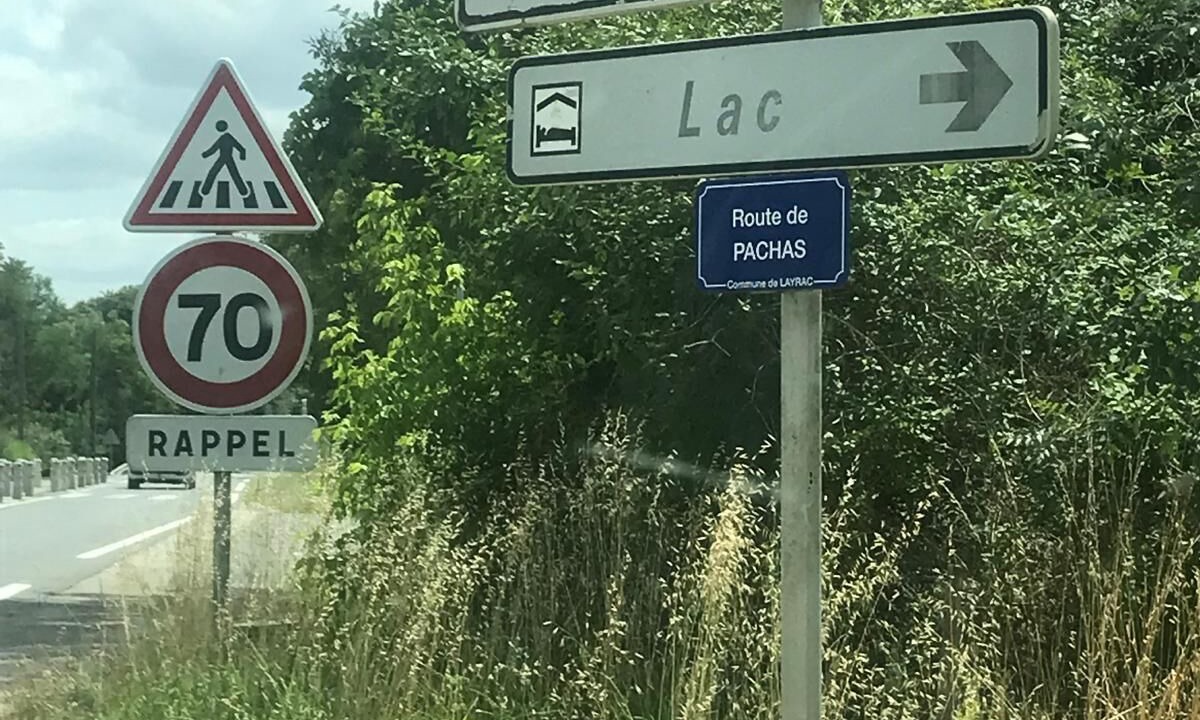 70
RAPPEL
Lac
Route de
PACHAS
Commune de LAYRAC